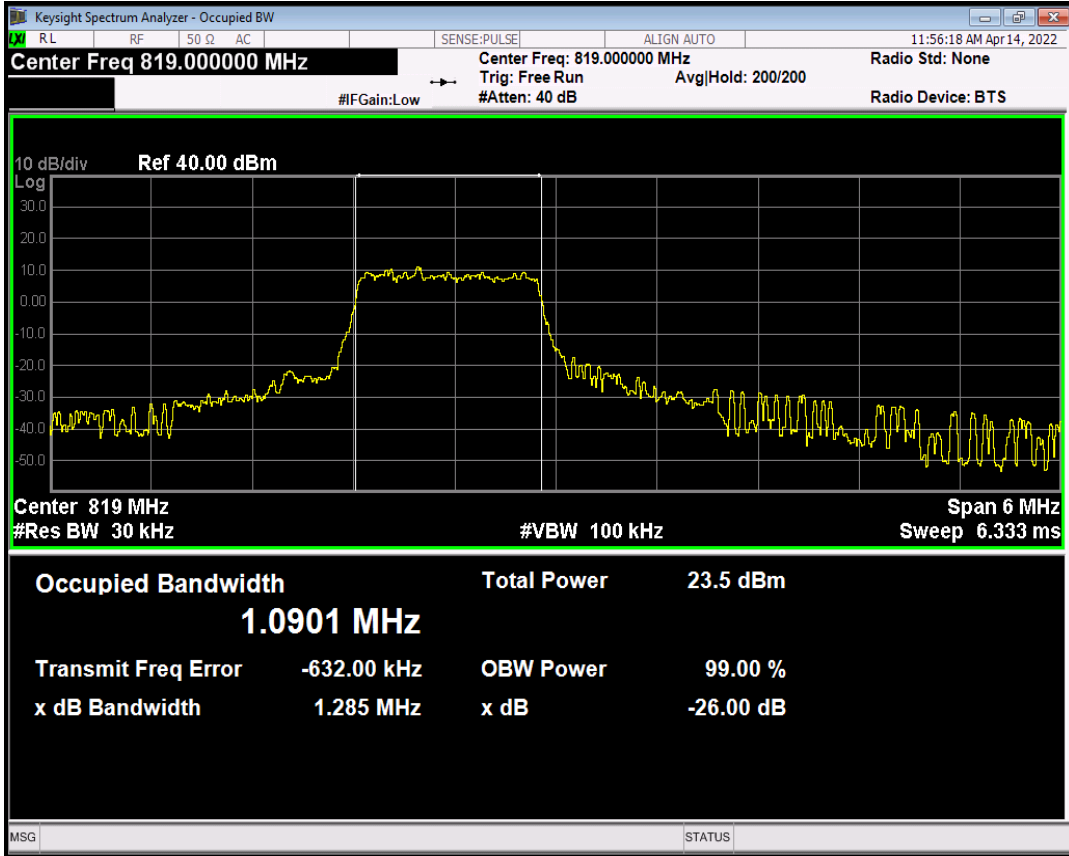 Keysight Spectrum Analyzer - Occupied BW
LXI RL RF 50 Ω AC SENSE:PULSE ALIGN AUTO 11:56:18 AM Apr 14, 2022
Center Freq 819.000000 MHz Center Freq: 819.000000 MHz Radio Std: None
Trig: Free Run Avg|Hold: 200/200
#IFGain:Low #Atten: 40 dB Radio Device: BTS
10 dB/div Ref 40.00 dBm
Log
30.0
20.0
10.0
0.00
-10.0
-20.0
-30.0
-40.0
-50.0
Center 819 MHz Span 6 MHz
#Res BW 30 kHz #VBW 100 kHz Sweep 6.333 ms
Occupied Bandwidth Total Power 23.5 dBm
1.0901 MHz
Transmit Freq Error -632.00 kHz OBW Power 99.00 %
x dB Bandwidth 1.285 MHz x dB -26.00 dB
MSG STATUS